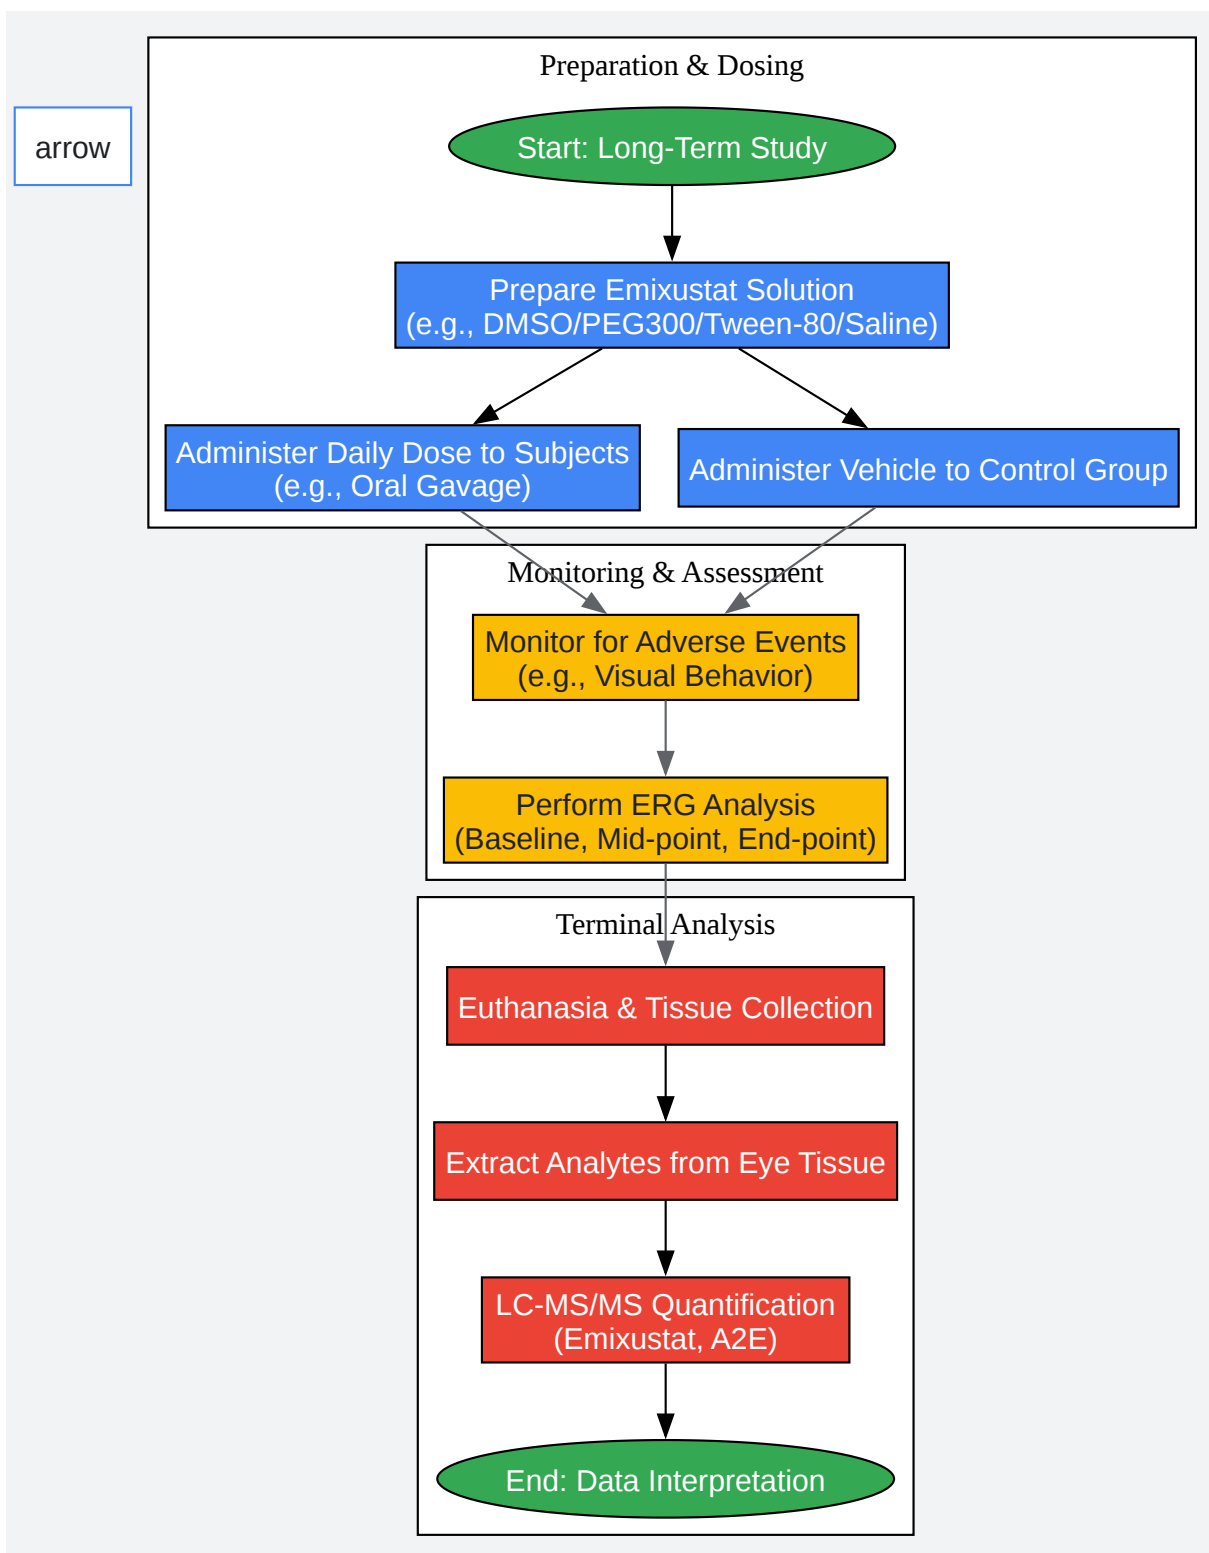 Preparation & Dosing
arrow
Start: Long-Term Study
Prepare Emixustat Solution
(e.g., DMSO/PEG300/Tween-80/Saline)
Administer Daily Dose to Subjects
(e.g., Oral Gavage)
Administer Vehicle to Control Group
Monitoring & Assessment
Monitor for Adverse Events
(e.g., Visual Behavior)
Perform ERG Analysis
(Baseline, Mid-point, End-point)
Terminal Analysis
Euthanasia & Tissue Collection
Extract Analytes from Eye Tissue
LC-MS/MS Quantification
(Emixustat, A2E)
End: Data Interpretation